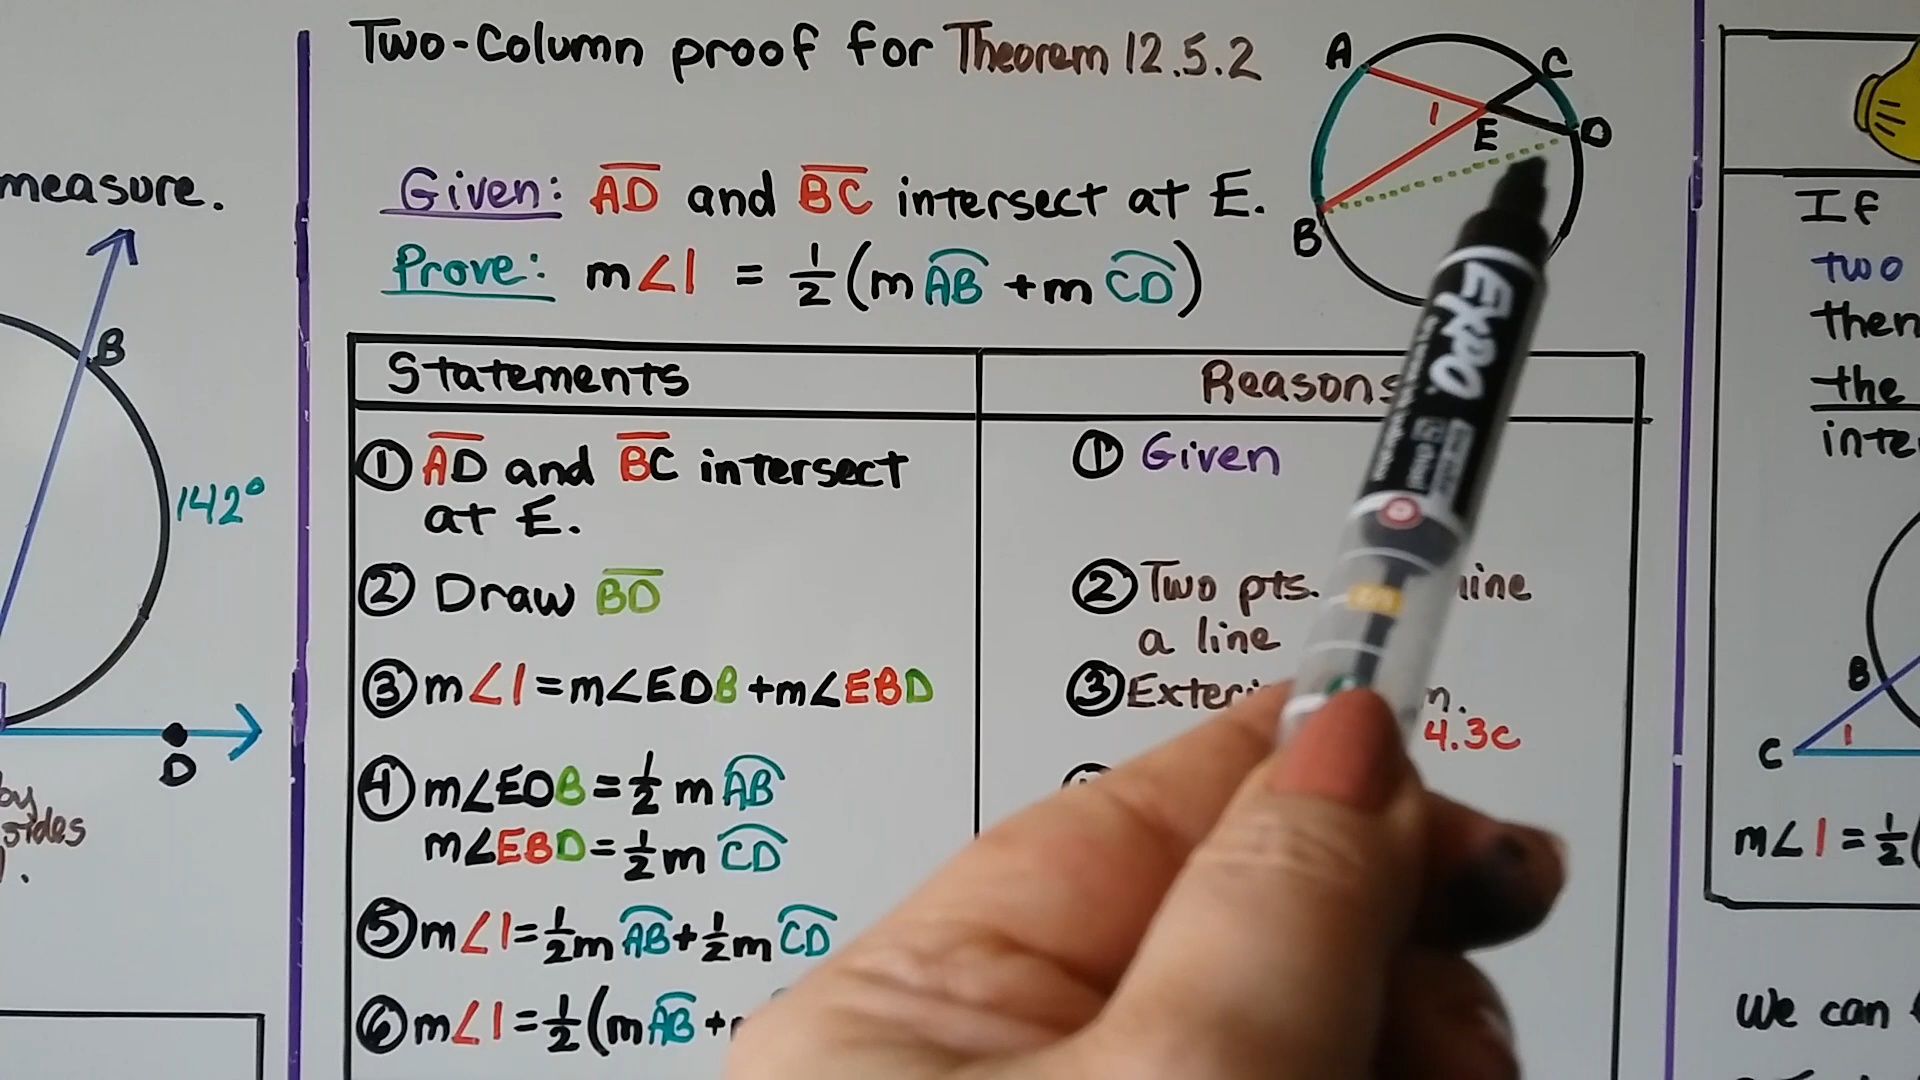 Two-Column proof for Theorem 12.5.2
Given: AD and BC intersect at E.
Prove: m∠1 = 1/2(mAB + mCD)
A
C
1
E
D
B
Statements
Reasons
① AD and BC intersect
at E.
① Given
② Draw BD
② Two pts.
a line
③ m∠1=m∠EDB+m∠EBD
③
4.3c
④ m∠EDB=1/2 mAB
m∠EBD=1/2 mCD
⑤ m∠1=1/2mAB+1/2mCD
⑥ m∠1=1/2(mAB+
EXPO
measure.
B
142°
D
by
sides
If
two
then
the
B
C
1
m∠1=1/2(
We can